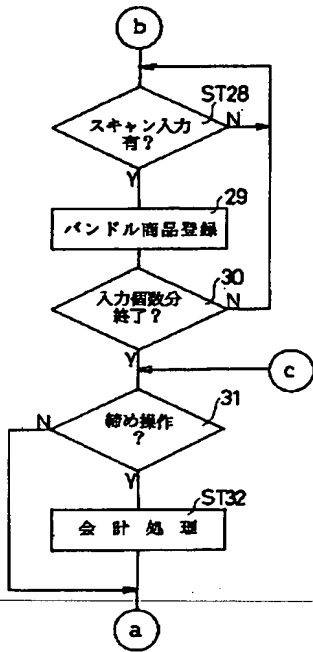 b
ST28
スキャン入力
有?
N
Y
29
バンドル商品登録
30
入力個数分
終了?
N
Y
c
31
N
締め操作
?
Y
ST32
会計処理
a